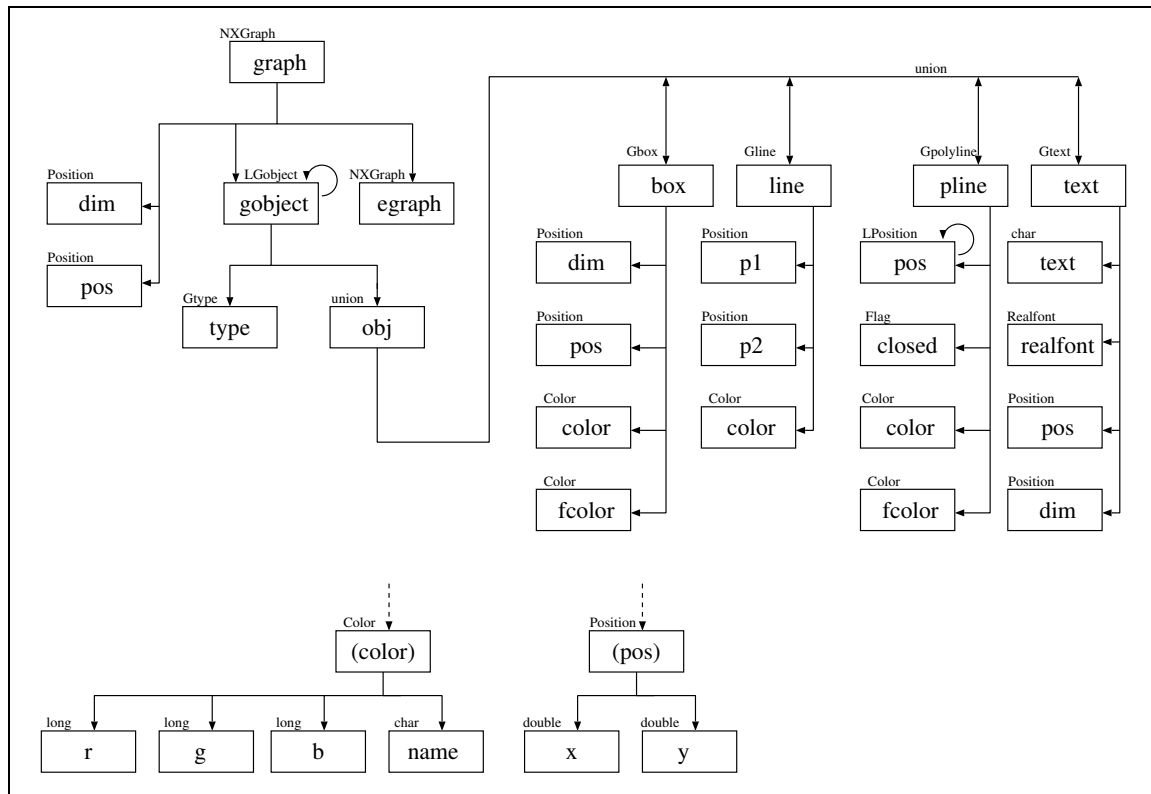 NXGraph
graph
union
Position
dim
LGobject
gobject
NXGraph
egraph
Position
pos
Gtype
type
union
obj
Gbox
box
Gline
line
Gpolyline
pline
Gtext
text
Position
dim
Position
p1
LPosition
pos
char
text
Position
pos
Position
p2
Flag
closed
Realfont
realfont
Color
color
Color
color
Color
color
Position
pos
Color
fcolor
Color
fcolor
Position
dim
Color
(color)
Position
(pos)
long
r
long
g
long
b
char
name
double
x
double
y